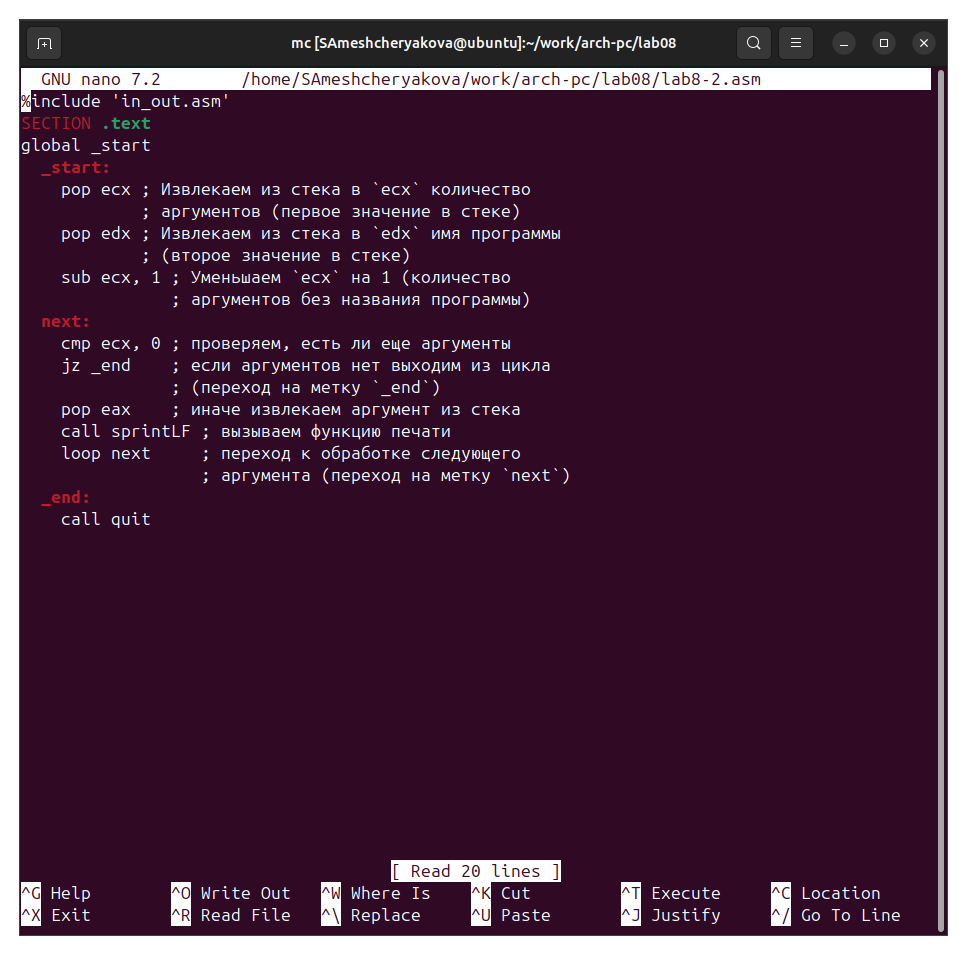 mc [SAmeshcheryakova@ubuntu]:~/work/arch-pc/lab08
GNU nano 7.2        /home/SAmeshcheryakova/work/arch-pc/lab08/lab8-2.asm
%include 'in_out.asm'
SECTION .text
global _start
  _start:
    pop ecx ; Извлекаем из стека в `ecx` количество
            ; аргументов (первое значение в стеке)
    pop edx ; Извлекаем из стека в `edx` имя программы
            ; (второе значение в стеке)
    sub ecx, 1 ; Уменьшаем `ecx` на 1 (количество
               ; аргументов без названия программы)
  next:
    cmp ecx, 0 ; проверяем, есть ли еще аргументы
    jz _end    ; если аргументов нет выходим из цикла
               ; (переход на метку `_end`)
    pop eax    ; иначе извлекаем аргумент из стека
    call sprintLF ; вызываем функцию печати
    loop next     ; переход к обработке следующего
                  ; аргумента (переход на метку `next`)
  _end:
    call quit
[ Read 20 lines ]
^G Help        ^O Write Out   ^W Where Is    ^K Cut         ^T Execute     ^C Location
^X Exit        ^R Read File   ^\ Replace     ^U Paste       ^J Justify     ^/ Go To Line